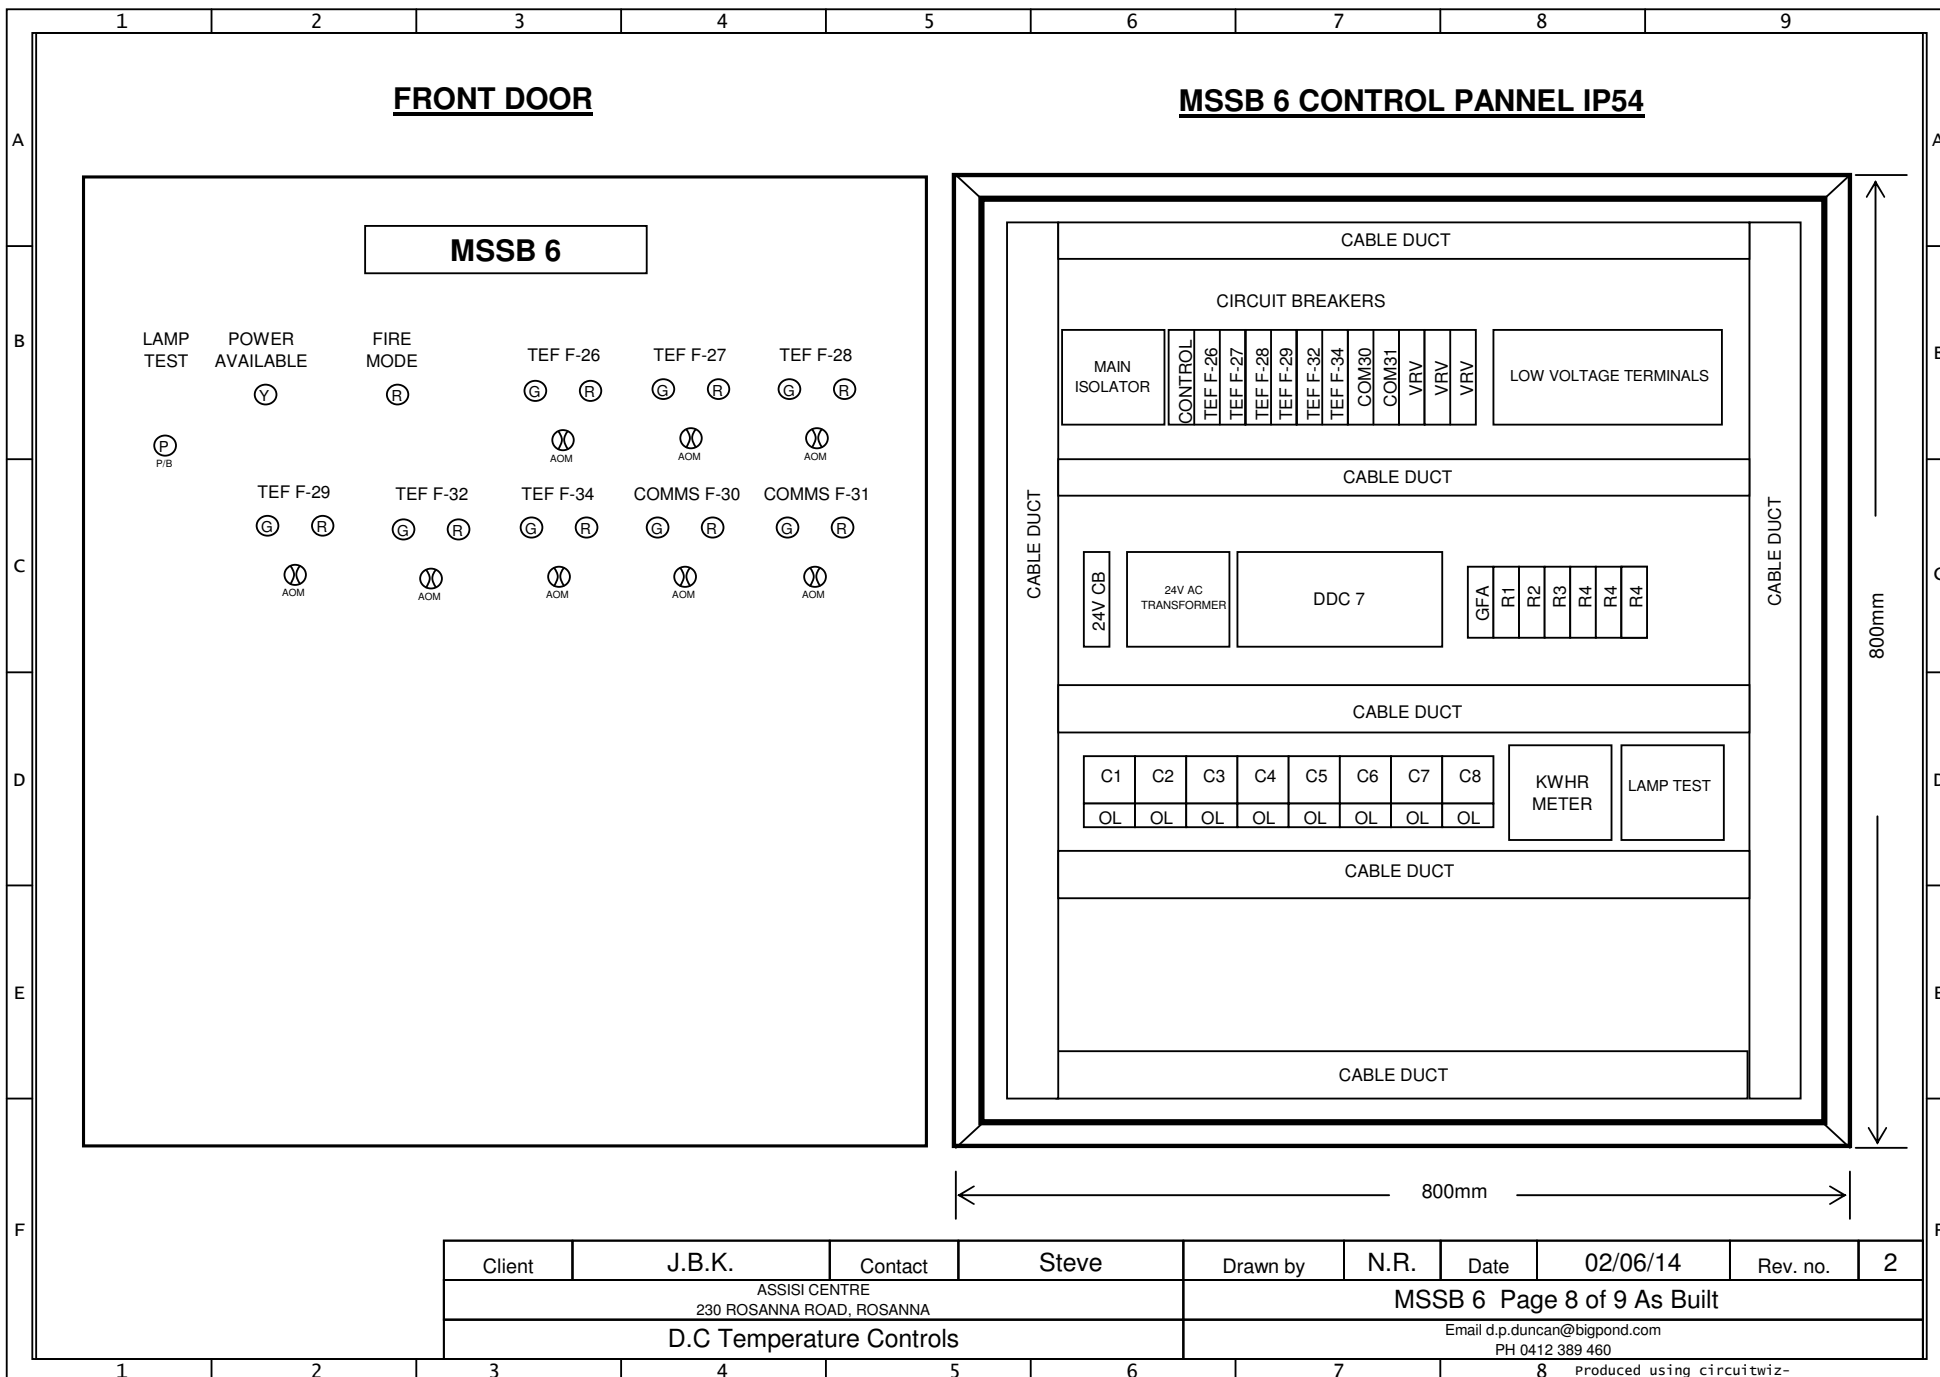 1 2 3 4 5 6 7 8 9
FRONT DOOR
MSSB 6 CONTROL PANNEL IP54
A
A
B
B
C
C
D
D
E
E
F
F
MSSB 6
LAMP
TEST
POWER
AVAILABLE
FIRE
MODE
TEF F-26
TEF F-27
TEF F-28
Y
R
G R
G R
G R
P
P/B
AOM
AOM
AOM
TEF F-29
TEF F-32
TEF F-34
COMMS F-30
COMMS F-31
G R
G R
G R
G R
G R
AOM
AOM
AOM
AOM
AOM
CABLE DUCT
CABLE DUCT
CABLE DUCT
CIRCUIT BREAKERS
MAIN
ISOLATOR
CONTROL
TEF F-26
TEF F-27
TEF F-28
TEF F-29
TEF F-32
TEF F-34
COM30
COM31
VRV
VRV
VRV
LOW VOLTAGE TERMINALS
CABLE DUCT
24V CB
24V AC
TRANSFORMER
DDC 7
GFA
R1
R2
R3
R4
R4
R4
CABLE DUCT
C1 C2 C3 C4 C5 C6 C7 C8
OL OL OL OL OL OL OL OL
KWHR
METER
LAMP TEST
CABLE DUCT
CABLE DUCT
800mm
800mm
Client J.B.K. Contact Steve Drawn by N.R. Date 02/06/14 Rev. no. 2
ASSISI CENTRE
230 ROSANNA ROAD, ROSANNA
MSSB 6 Page 8 of 9 As Built
D.C Temperature Controls
Email d.p.duncan@bigpond.com
PH 0412 389 460
1 2 3 4 5 6 7 8
Produced using circuitwiz-